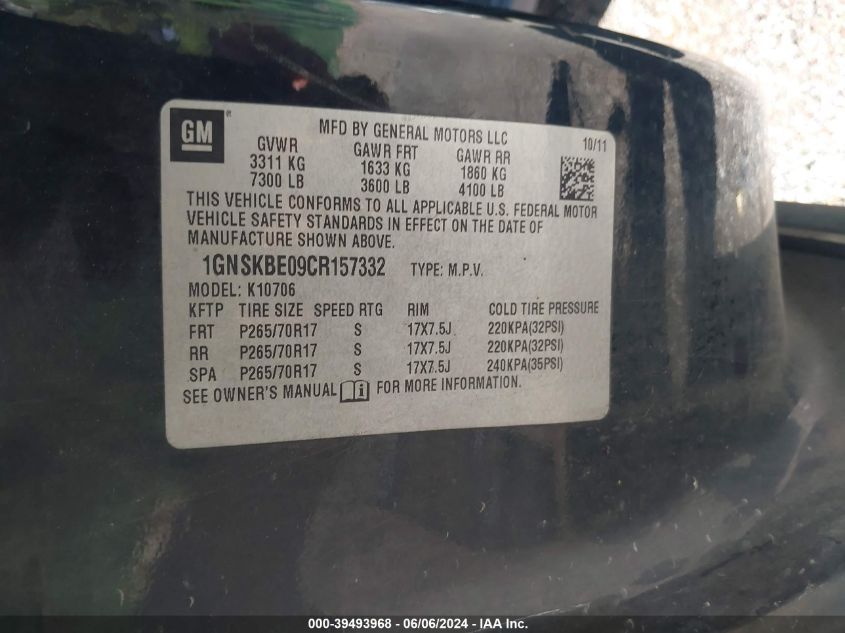 GM®
MFD BY GENERAL MOTORS LLC
10/11
GVWR GAWR FRT GAWR RR
3311 KG 1633 KG 1860 KG
7300 LB 3600 LB 4100 LB
THIS VEHICLE CONFORMS TO ALL APPLICABLE U.S. FEDERAL MOTOR
VEHICLE SAFETY STANDARDS IN EFFECT ON THE DATE OF
MANUFACTURE SHOWN ABOVE.
1GNSKBE09CR157332 TYPE: M.P.V.
MODEL: K10706
KFTP TIRE SIZE SPEED RTG RIM COLD TIRE PRESSURE
FRT P265/70R17 S 17X7.5J 220KPA(32PSI)
RR P265/70R17 S 17X7.5J 220KPA(32PSI)
SPA P265/70R17 S 17X7.5J 240KPA(35PSI)
SEE OWNER'S MANUAL FOR MORE INFORMATION.
000-39493968 - 06/06/2024 - IAA Inc.